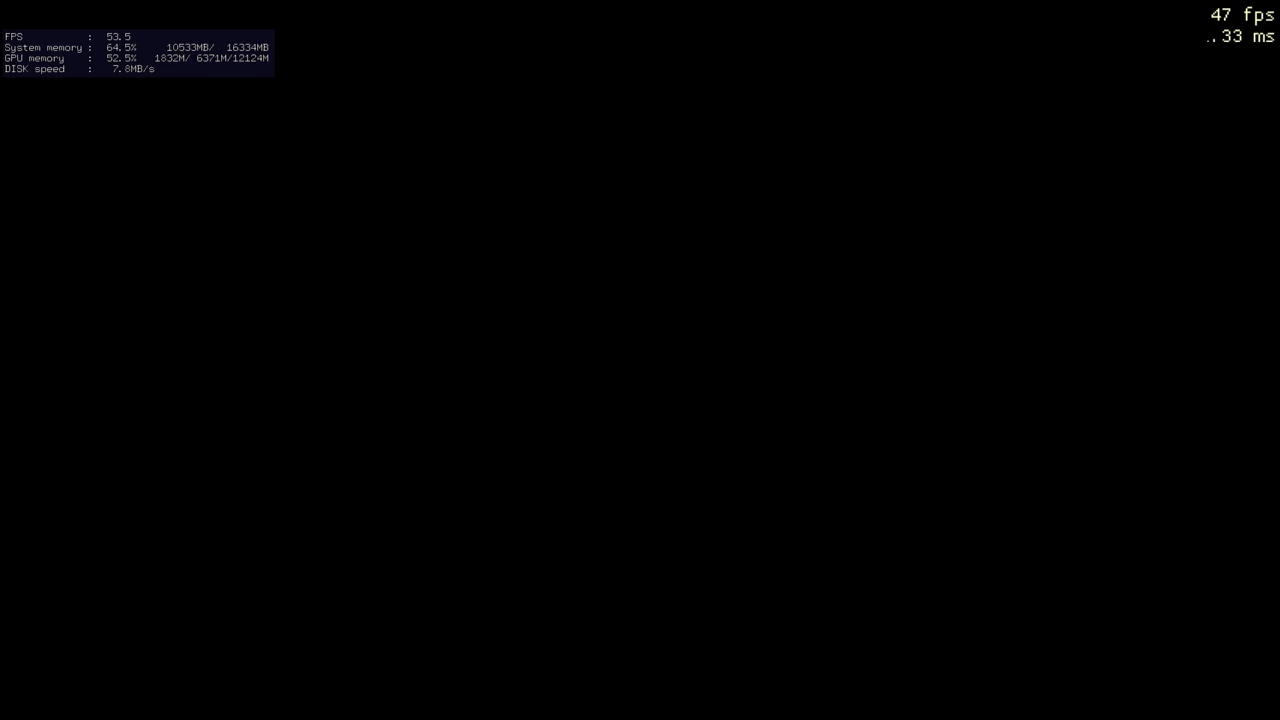 47 fps
..33 ms
FPS : 53.5
System memory : 64.5% 10533MB/ 16334MB
GPU memory : 52.5% 1832M/ 6371M/12124M
DISK speed : 7.8MB/s